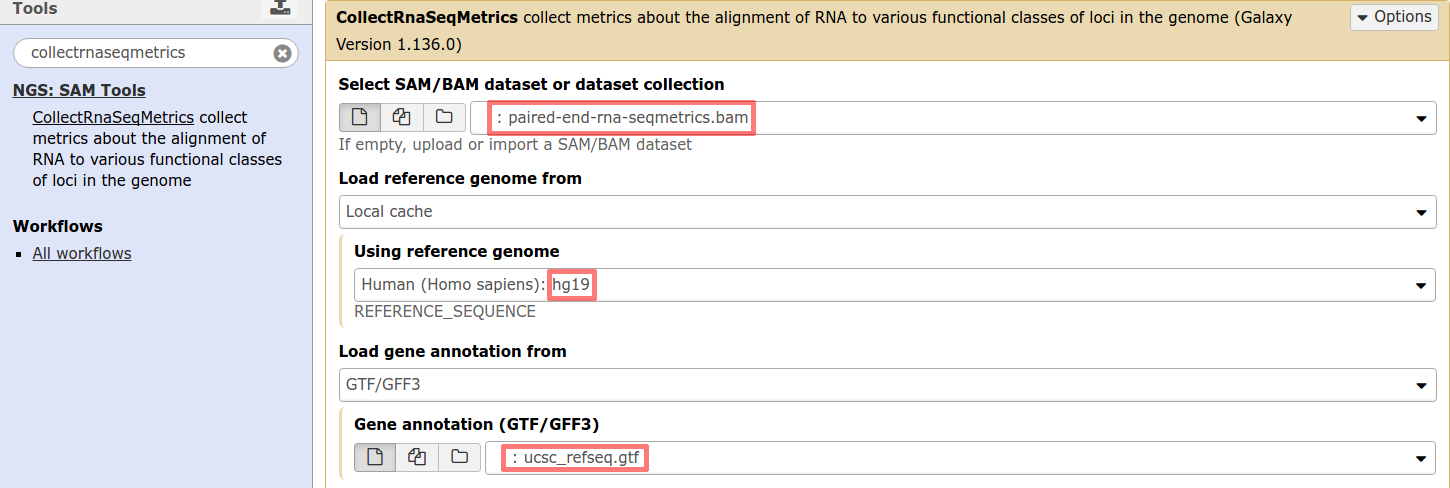 Tools
collectrnaseqmetrics
NGS: SAM Tools
CollectRnaSeqMetrics collect
metrics about the alignment of
RNA to various functional classes
of loci in the genome
Workflows
All workflows
CollectRnaSeqMetrics collect metrics about the alignment of RNA to various functional classes of loci in the genome (Galaxy
Version 1.136.0)
Options
Select SAM/BAM dataset or dataset collection
: paired-end-rna-seqmetrics.bam
If empty, upload or import a SAM/BAM dataset
Load reference genome from
Local cache
Using reference genome
Human (Homo sapiens): hg19
REFERENCE_SEQUENCE
Load gene annotation from
GTF/GFF3
Gene annotation (GTF/GFF3)
: ucsc_refseq.gtf